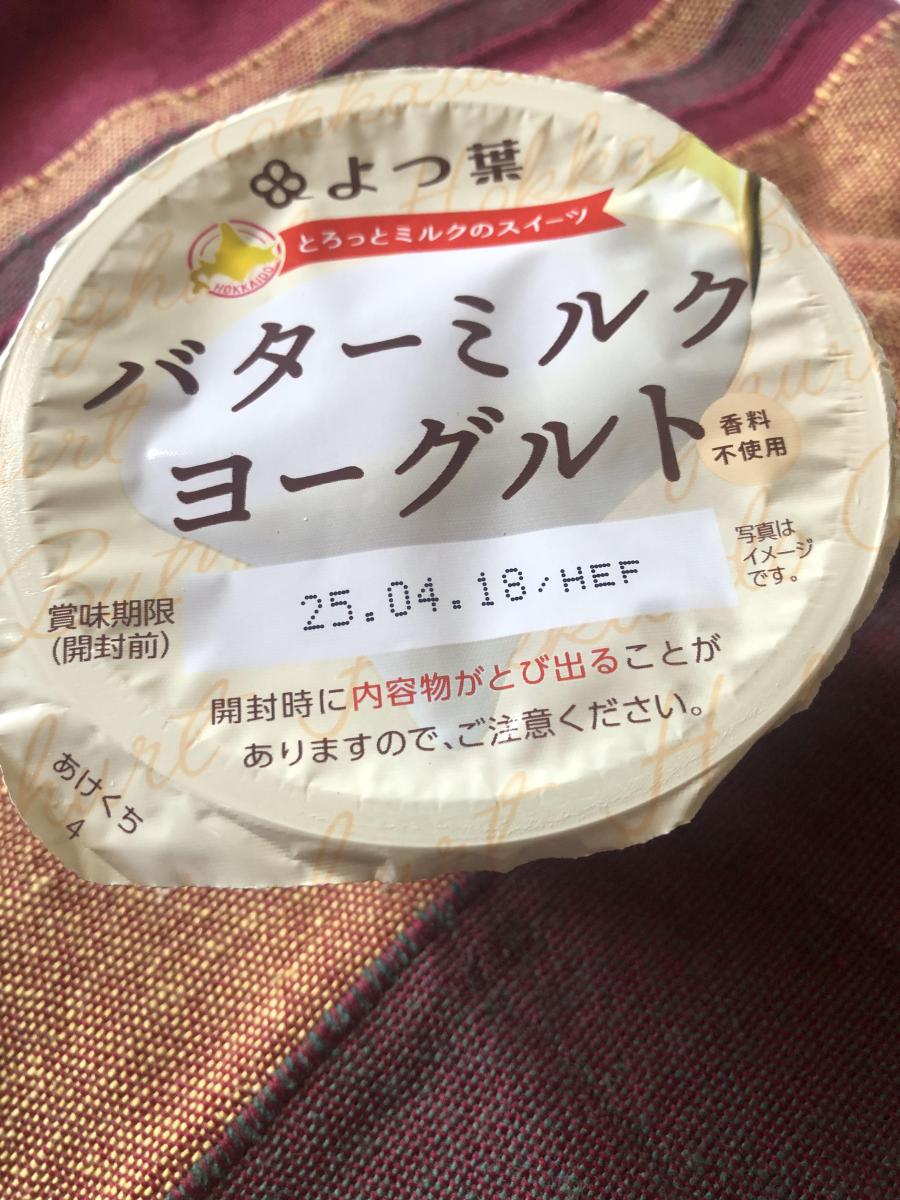 よつ葉
とろっとミルクのスイーツ
HOKKAIDO
バターミルク
ヨーグルト
香料
不使用
写真は
イメージ
です。
賞味期限
(開封前)
25.04.18/HEF
開封時に内容物がとび出ることが
ありますので、ご注意ください。
あけくち
4